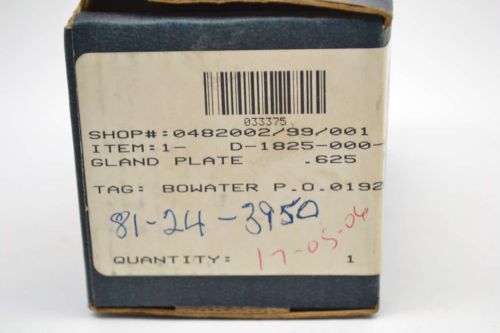 033375
SHOP#:0482002/99/001
ITEM:1- D-1825-000-
GLAND PLATE .625
TAG: BOWATER P.O.0192
81-24-3950
17-05-06
QUANTITY: 1